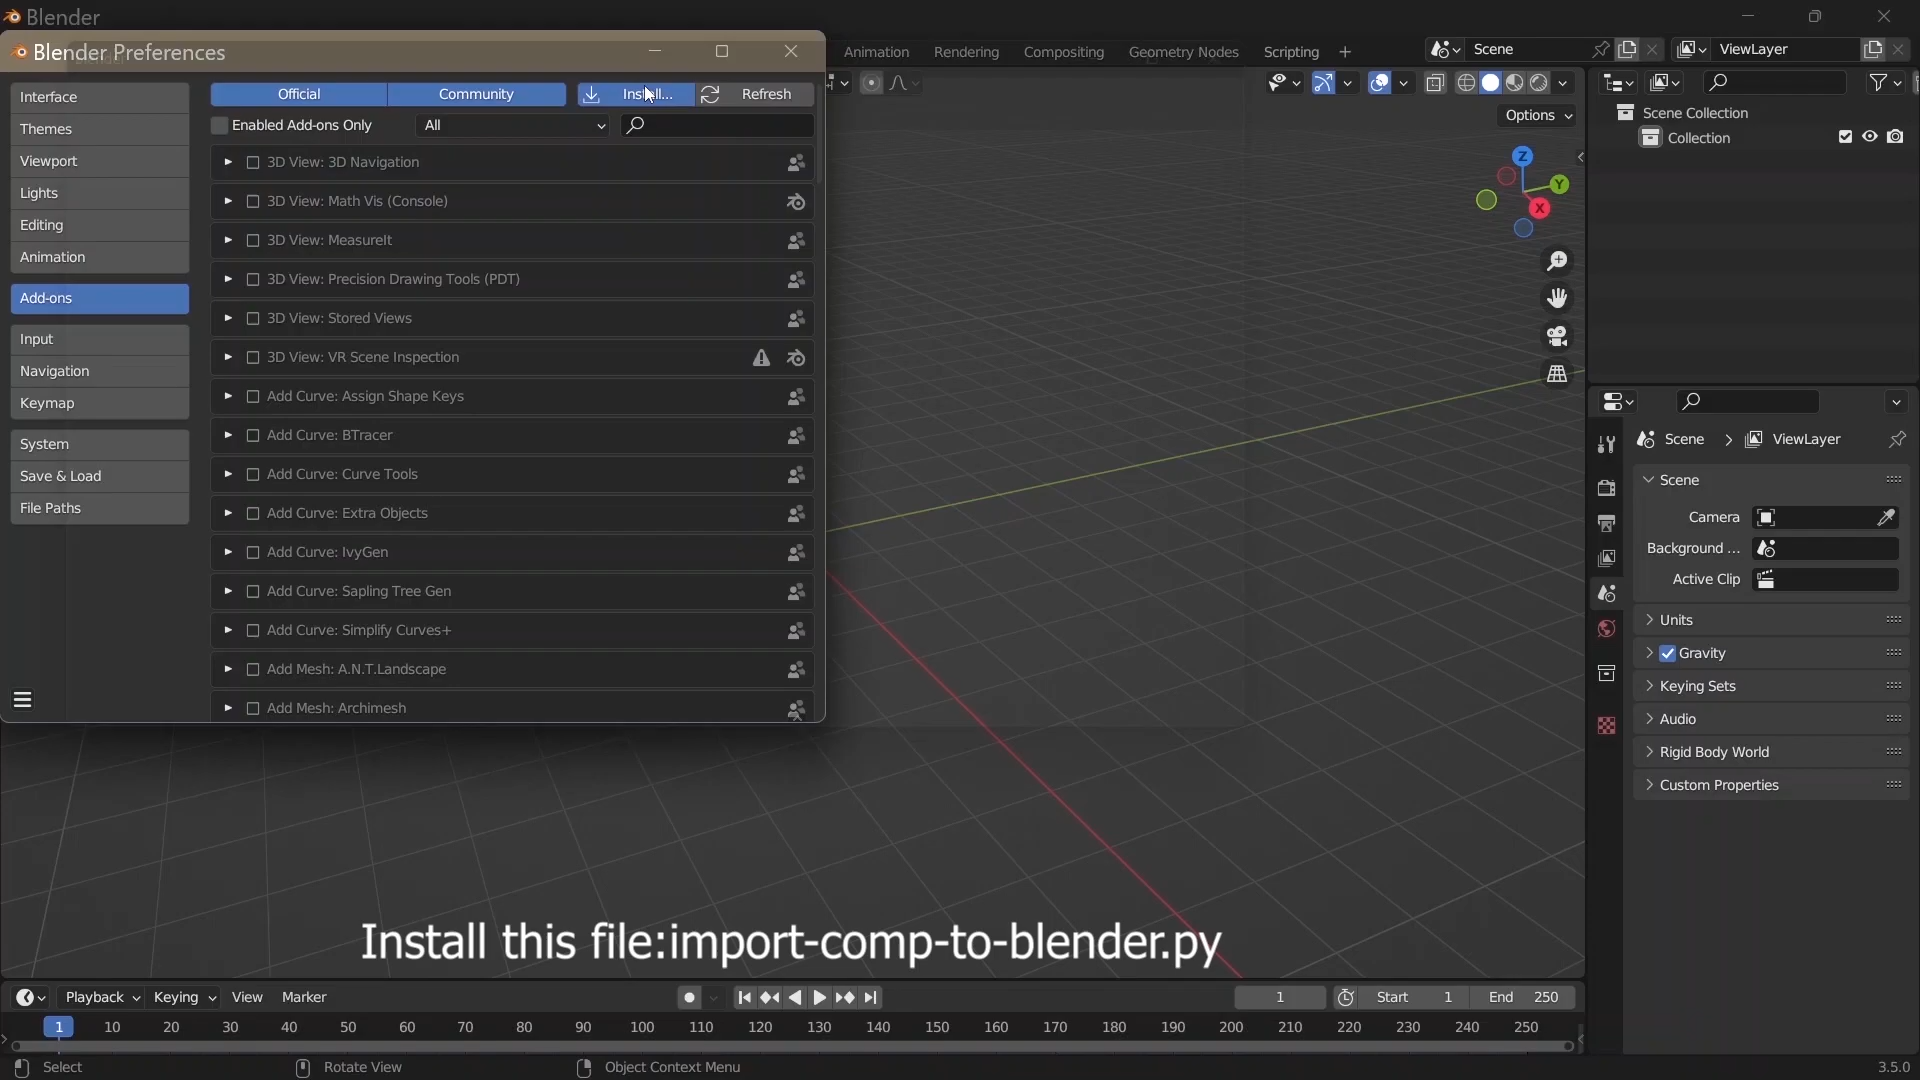 Blender
Blender Preferences
Animation
Rendering
Compositing
Geometry Nodes
Scripting
Scene
ViewLayer
Interface
Themes
Viewport
Lights
Editing
Animation
Add-ons
Input
Navigation
Keymap
System
Save & Load
File Paths
Official
Community
Refresh
Enabled Add-ons Only
All
3D View: 3D Navigation
3D View: Math Vis (Console)
3D View: MeasureIt
3D View: Precision Drawing Tools (PDT)
3D View: Stored Views
3D View: VR Scene Inspection
Add Curve: Assign Shape Keys
Add Curve: BTracer
Add Curve: Curve Tools
Add Curve: Extra Objects
Add Curve: IvyGen
Add Curve: Sapling Tree Gen
Add Curve: Simplify Curves+
Add Mesh: A.N.T.Landscape
Add Mesh: Archimesh
Options
Z
Y
X
Scene Collection
Collection
Scene
ViewLayer
Scene
Camera
Background ...
Active Clip
Units
Gravity
Keying Sets
Audio
Rigid Body World
Custom Properties
Install this file:import-comp-to-blender.py
Playback
Keying
View
Marker
1
Start 1
End 250
1 10 20 30 40 50 60 70 80 90 100 110 120 130 140 150 160 170 180 190 200 210 220 230 240 250
Select
Rotate View
Object Context Menu
3.5.0